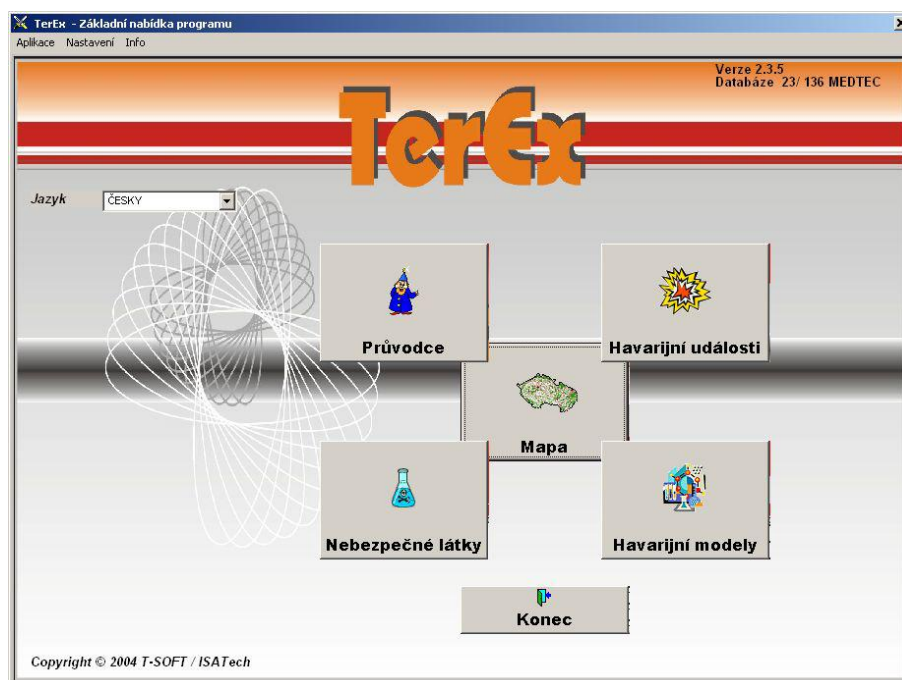 TerEx - Základní nabídka programu
Aplikace Nastavení Info
Verze 2.3.5
Databáze 23/ 136 MEDTEC
TerEx
Jazyk ČESKY
Průvodce
Havarijní události
Mapa
Nebezpečné látky
Havarijní modely
Konec
Copyright © 2004 T-SOFT / ISATech